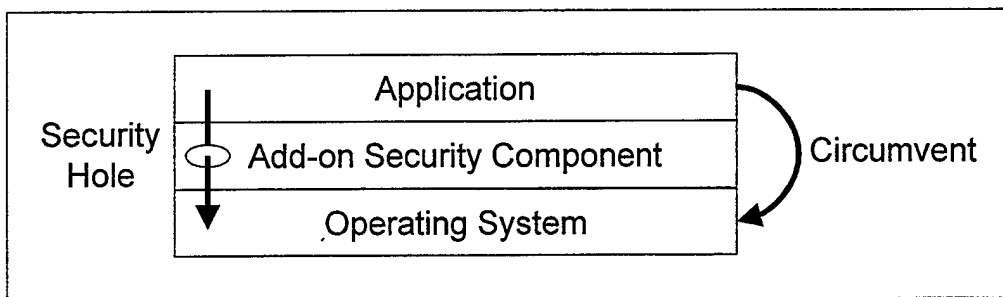 Application
Security
Hole
Add-on Security Component
Circumvent
Operating System